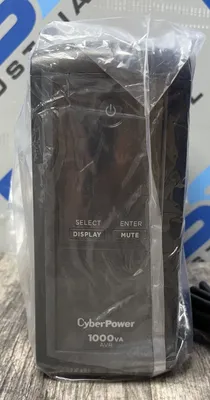 SELECT ENTER
DISPLAY MUTE
CyberPower
1000VA